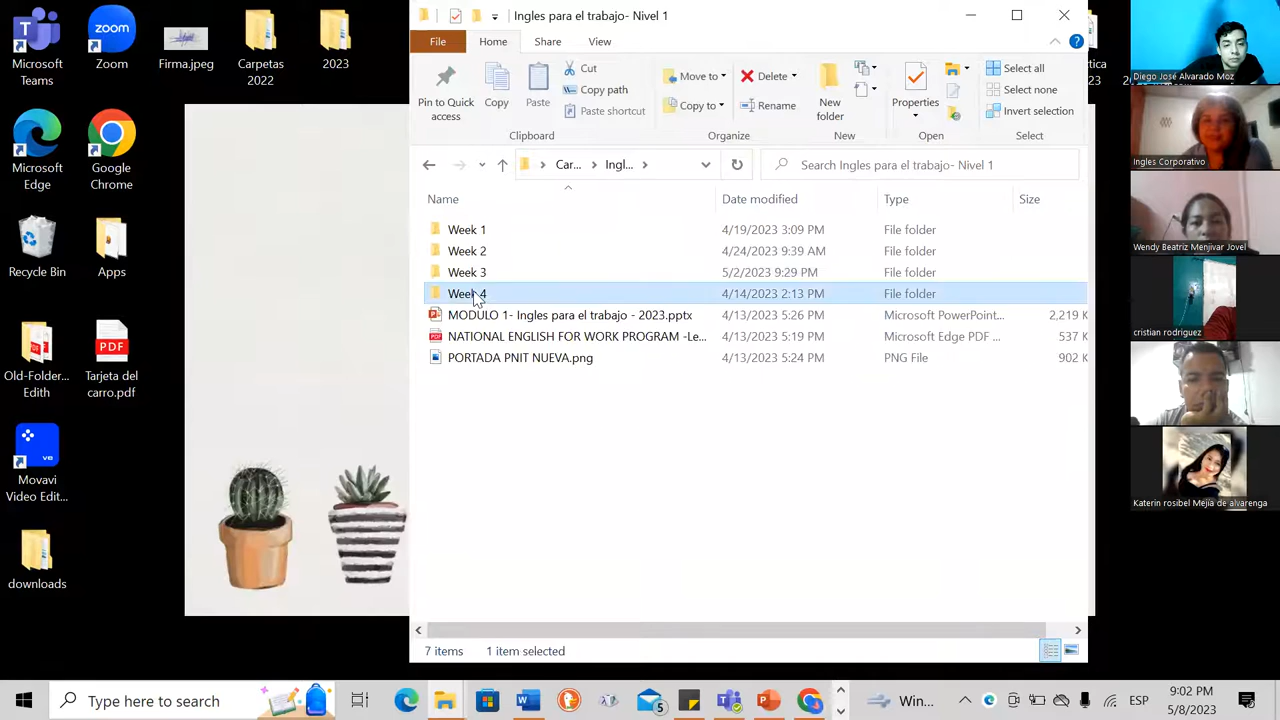 Microsoft Teams
Zoom
Firma.jpeg
Carpetas 2022
2023
Microsoft Edge
Google Chrome
Recycle Bin
Apps
Old-Folder... Edith
Tarjeta del carro.pdf
PDF
Movavi Video Edit...
downloads
Ingles para el trabajo- Nivel 1
File
Home
Share
View
Pin to Quick access
Copy
Paste
Cut
Copy path
Paste shortcut
Clipboard
Move to
Copy to
Delete
Rename
Organize
New folder
New
Properties
Open
Select all
Select none
Invert selection
Select
Car...
Ingl...
Search Ingles para el trabajo- Nivel 1
Name
Date modified
Type
Size
Week 1 4/19/2023 3:09 PM File folder
Week 2 4/24/2023 9:39 AM File folder
Week 3 5/2/2023 9:29 PM File folder
Week 4 4/14/2023 2:13 PM File folder
MODULO 1- Ingles para el trabajo - 2023.pptx 4/13/2023 5:26 PM Microsoft PowerPoint... 2,219 K
NATIONAL ENGLISH FOR WORK PROGRAM -Le... 4/13/2023 5:19 PM Microsoft Edge PDF ... 537 K
PORTADA PNIT NUEVA.png 4/13/2023 5:24 PM PNG File 902 K
7 items
1 item selected
Diego José Alvarado Moz
Ingles Corporativo
Wendy Beatriz Menjivar Jovel
cristian rodriguez
Katerin rosibel Mejia de alvarenga
Type here to search
5
Win...
ESP
9:02 PM
5/8/2023